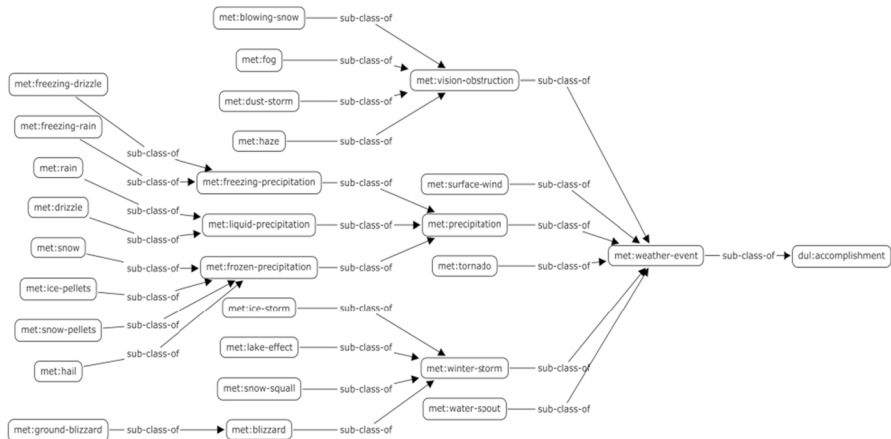 met:blowing-snow
sub-class-of
met:fog
sub-class-of
met:vision-obstruction
sub-class-of
met:freezing-drizzle
met:dust-storm
sub-class-of
met:freezing-rain
met:haze
sub-class-of
sub-class-of
met:rain
sub-class-of
met:freezing-precipitation
sub-class-of
met:surface-wind
sub-class-of
met:drizzle
sub-class-of
met:liquid-precipitation
sub-class-of
met:precipitation
sub-class-of
sub-class-of
met:snow
met:weather-event
sub-class-of
dul:accomplishment
sub-class-of
met:frozen-precipitation
sub-class-of
met:tornado
sub-class-of
met:ice-pellets
sub-class-of
met:ice-storm
sub-class-of
met:snow-pellets
sub-class-of
met:lake-effect
sub-class-of
sub-class-of
met:hail
met:winter-storm
sub-class-of
met:snow-squall
sub-class-of
met:water-spout
sub-class-of
met:ground-blizzard
sub-class-of
met:blizzard
sub-class-of